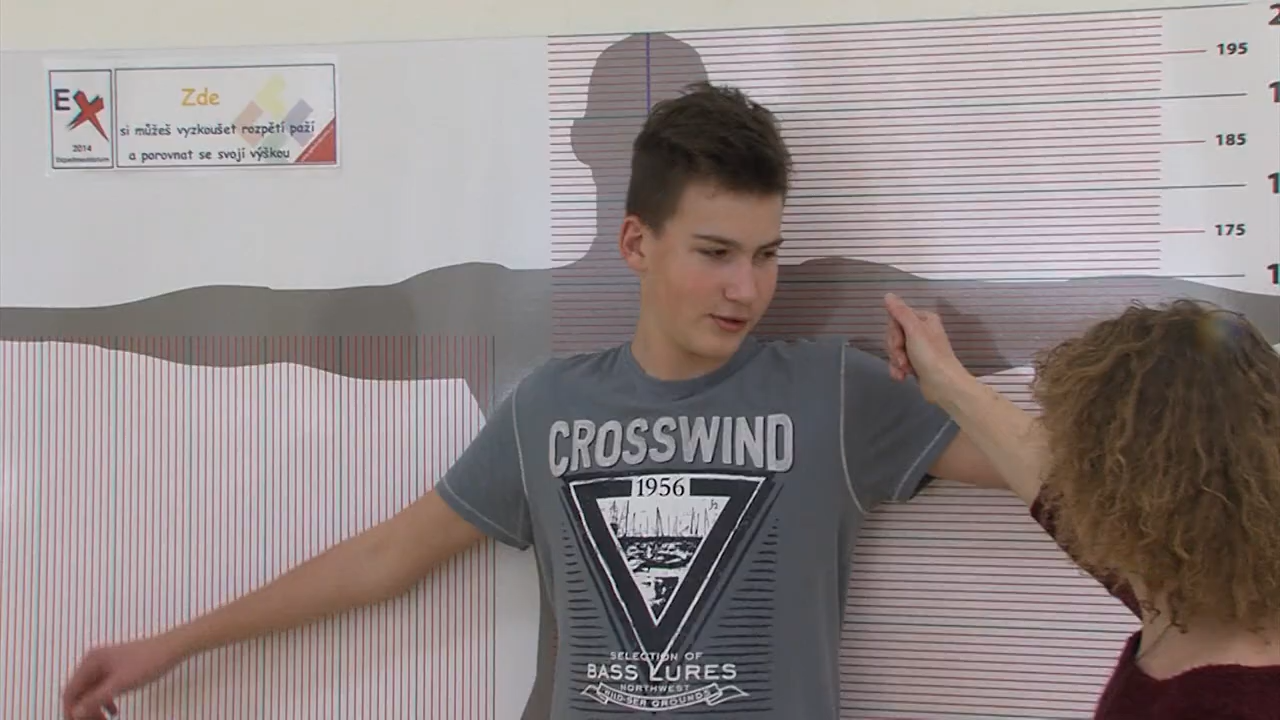 EX
2014
Experimentárium
Zde
si můžeš vyzkoušet rozpětí paží
a porovnat se svojí výškou
195
185
175
CROSSWIND
1956
SELECTION OF
BASS LURES
NORTHWEST